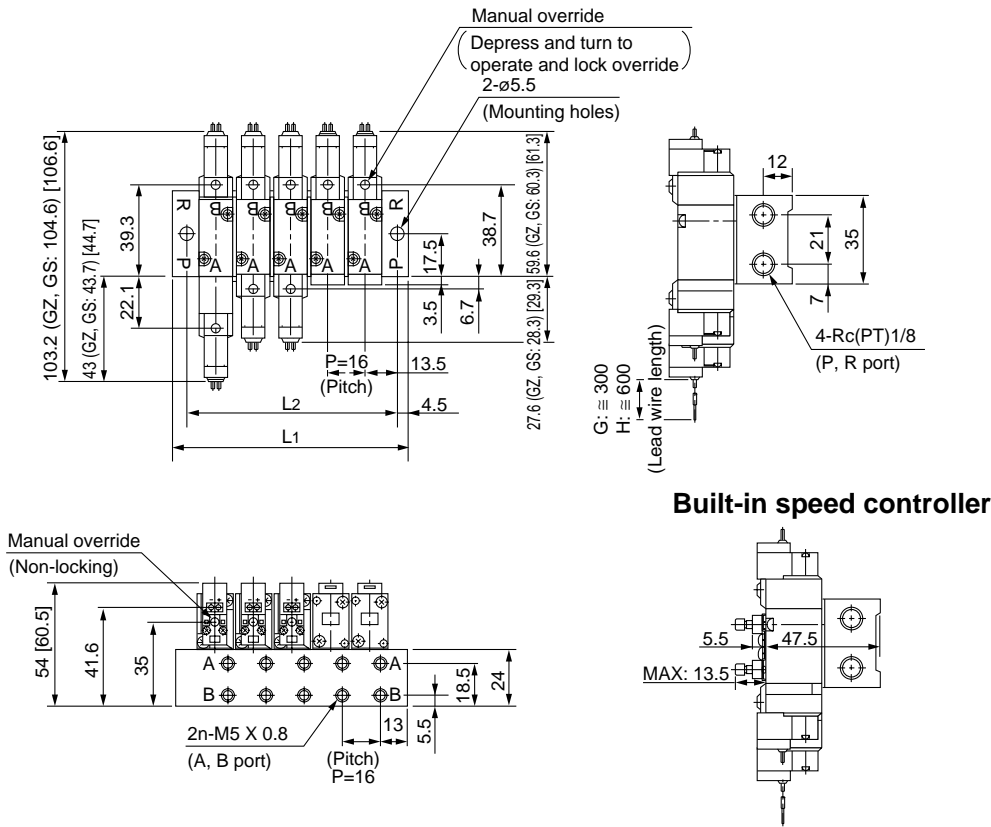 Manual override
(Depress and turn to
operate and lock override)
2-ø5.5
(Mounting holes)
103.2 (GZ, GS: 104.6) [106.6]
43 (GZ, GS: 43.7) [44.7]
39.3
22.1
R
P
B
B
B
B
B
A
A
A
A
A
R
P
17.5
38.7
3.5
6.7
59.6 (GZ, GS: 60.3) [61.3]
27.6 (GZ, GS: 28.3) [29.3]
P=16
(Pitch)
13.5
L2
4.5
L1
12
21
35
7
4-Rc(PT)1/8
(P, R port)
G: ≅ 300
H: ≅ 600
(Lead wire length)
Built-in speed controller
Manual override
(Non-locking)
54 [60.5]
41.6
35
A
A
B
B
18.5
24
5.5
13
2n-M5 X 0.8
(A, B port)
(Pitch)
P=16
5.5
47.5
MAX: 13.5